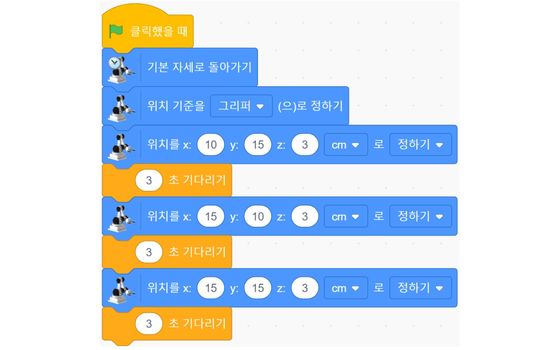 클릭했을 때
기본 자세로 돌아가기
위치 기준을 그리퍼 (으)로 정하기
위치를 x: 10 y: 15 z: 3 cm 로 정하기
3 초 기다리기
위치를 x: 15 y: 10 z: 3 cm 로 정하기
3 초 기다리기
위치를 x: 15 y: 15 z: 3 cm 로 정하기
3 초 기다리기